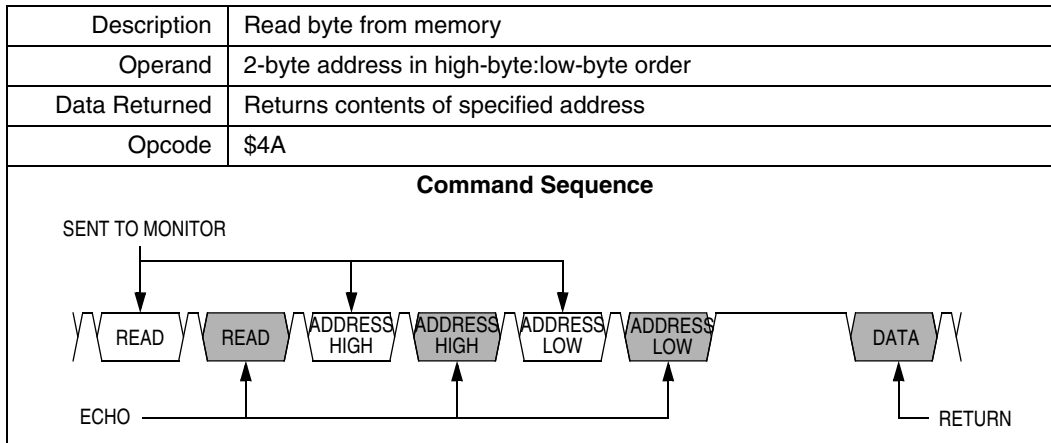 Description Read byte from memory
Operand 2-byte address in high-byte:low-byte order
Data Returned Returns contents of specified address
Opcode $4A
Command Sequence
SENT TO MONITOR
READ READ ADDRESS HIGH ADDRESS HIGH ADDRESS LOW ADDRESS LOW DATA
ECHO RETURN